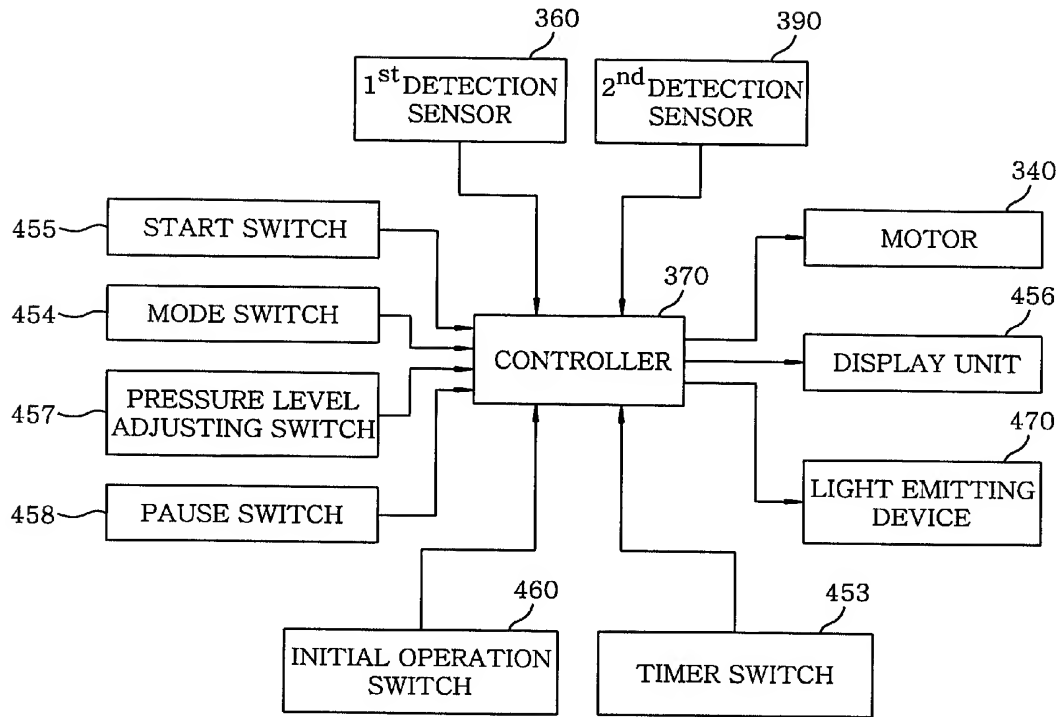 360
390
1st DETECTION
SENSOR
2nd DETECTION
SENSOR
340
455
START SWITCH
MOTOR
370
456
454
MODE SWITCH
CONTROLLER
DISPLAY UNIT
457
PRESSURE LEVEL
ADJUSTING SWITCH
470
458
PAUSE SWITCH
LIGHT EMITTING
DEVICE
460
453
INITIAL OPERATION
SWITCH
TIMER SWITCH